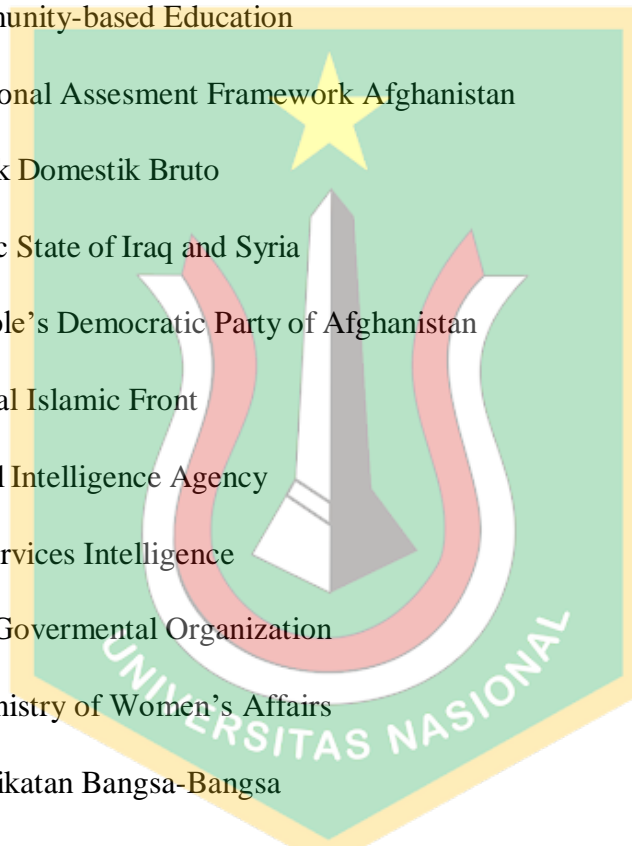 munity-based Education
onal Assesment Framework Afghanistan
k Domestik Bruto
c State of Iraq and Syria
ple’s Democratic Party of Afghanistan
al Islamic Front
l Intelligence Agency
rvices Intelligence
Govermental Organization
nistry of Women’s Affairs
ikatan Bangsa-Bangsa
UNIVERSITAS NASIONAL